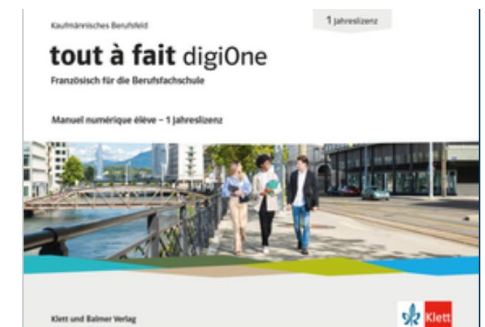 Kaufmännisches Berufsfeld
1 Jahreslizenz
tout à fait digiOne
Französisch für die Berufsfachschule
Manuel numérique élève – 1 Jahreslizenz
Klett und Balmer Verlag
Klett